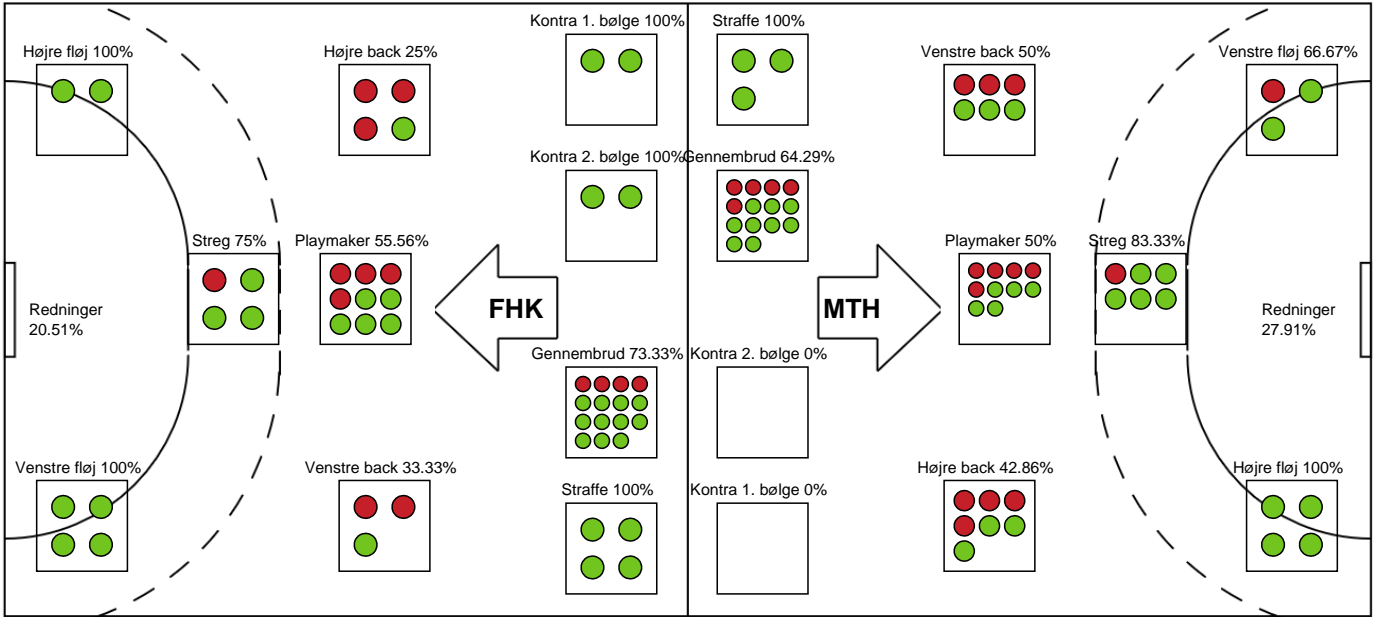 Kontra 1. bølge 100%
Straffe 100%
Højre fløj 100%
Højre back 25%
Venstre back 50%
Venstre fløj 66.67%
Kontra 2. bølge 100%
Gennembrud 64.29%
Streg 75%
Playmaker 55.56%
Playmaker 50%
Streg 83.33%
Redninger
20.51%
FHK
MTH
Redninger
27.91%
Gennembrud 73.33%
Kontra 2. bølge 0%
Venstre fløj 100%
Venstre back 33.33%
Højre back 42.86%
Højre fløj 100%
Straffe 100%
Kontra 1. bølge 0%